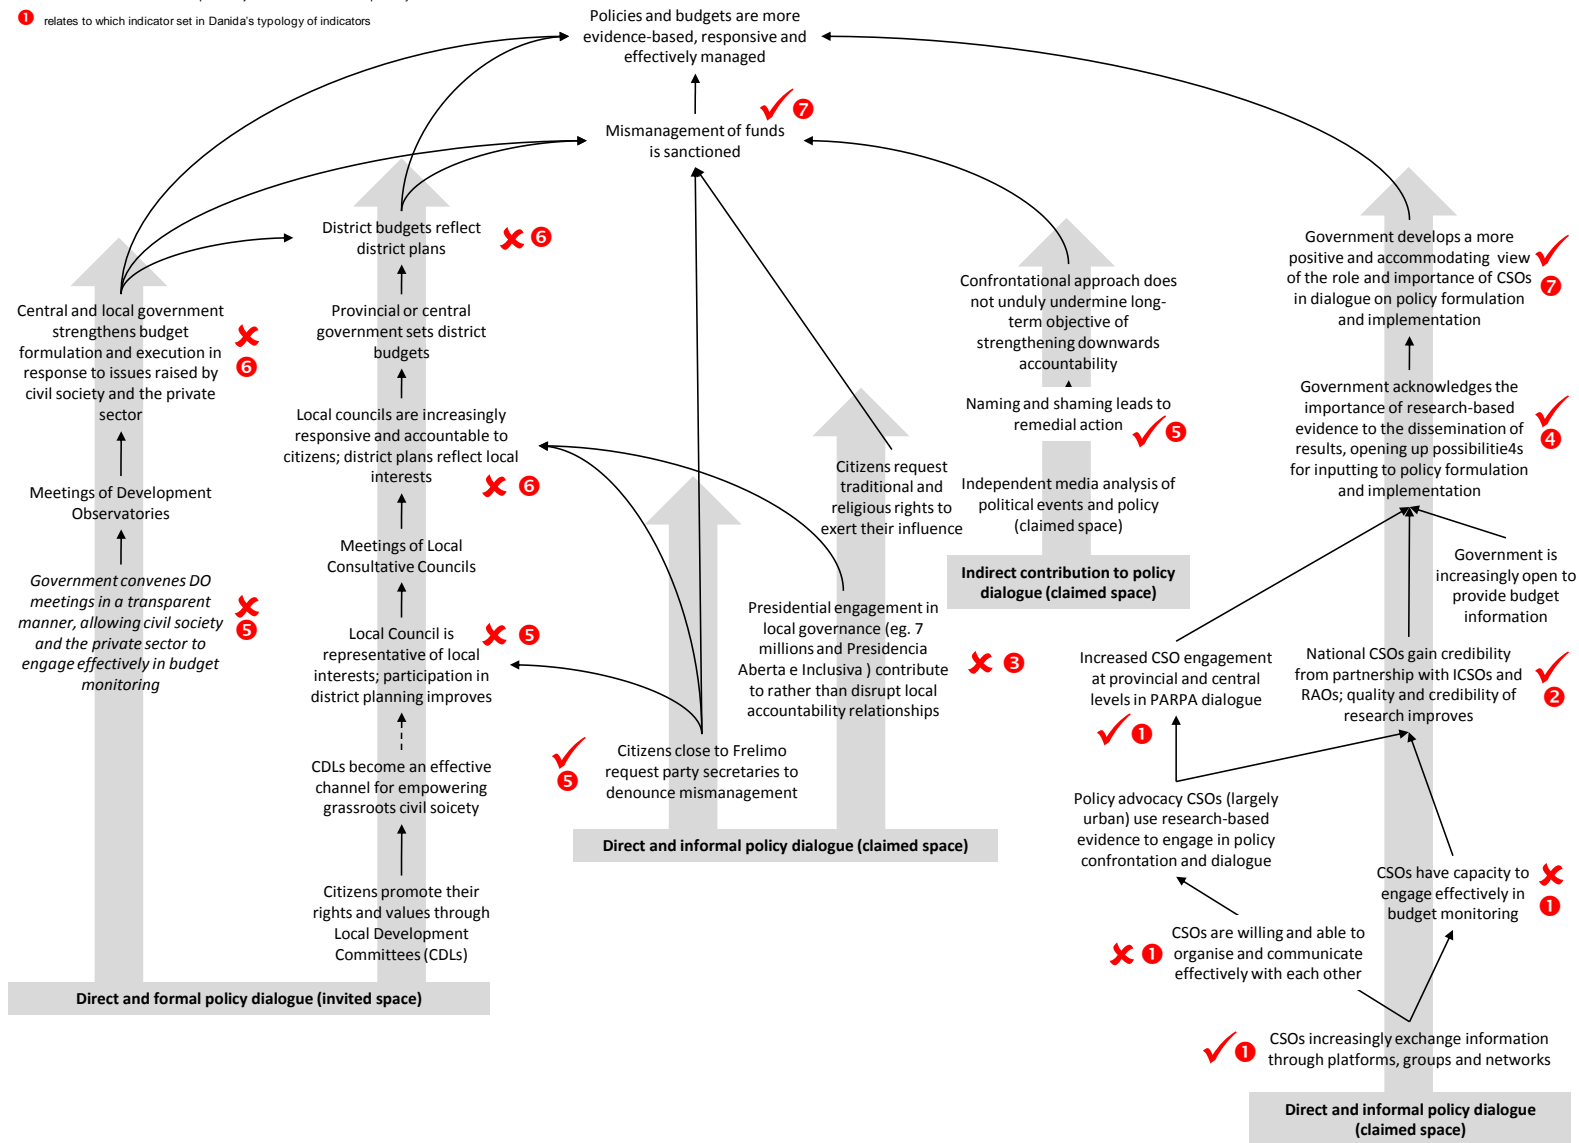 ❶ relates to which indicator set in Danida's typology of indicators
Policies and budgets are more
evidence-based, responsive and
effectively managed
❼
Mismanagement of funds
is sanctioned
District budgets reflect
district plans
❻
Central and local government
strengthens budget
formulation and execution in
response to issues raised by
civil society and the private
sector
❻
Provincial or central
government sets district
budgets
Local councils are increasingly
responsive and accountable to
citizens; district plans reflect local
interests
❻
Meetings of Development
Observatories
Meetings of Local
Consultative Councils
Government convenes DO
meetings in a transparent
manner, allowing civil society
and the private sector to
engage effectively in budget
monitoring
❺
Local Council is
representative of local
interests; participation in
district planning improves
❺
CDLs become an effective
channel for empowering
grassroots civil soiciety
Citizens promote their
rights and values through
Local Development
Committees (CDLs)
Direct and formal policy dialogue (invited space)
Citizens close to Frelimo
request party secretaries to
denounce mismanagement
❺
Citizens request
traditional and
religious rights to
exert their influence
Presidential engagement in
local governance (eg. 7
millions and Presidencia
Aberta e Inclusiva ) contribute
to rather than disrupt local
accountability relationships
❸
Direct and informal policy dialogue (claimed space)
Confrontational approach does
not unduly undermine long-
term objective of
strengthening downwards
accountability
Naming and shaming leads to
remedial action
❺
Independent media analysis of
political events and policy
(claimed space)
Indirect contribution to policy
dialogue (claimed space)
Government develops a more
positive and accommodating view
of the role and importance of CSOs
in dialogue on policy formulation
and implementation
❼
Government acknowledges the
importance of research-based
evidence to the dissemination of
results, opening up possibilitie4s
for inputting to policy formulation
and implementation
❹
Government is
increasingly open to
provide budget
information
Increased CSO engagement
at provincial and central
levels in PARPA dialogue
❶
National CSOs gain credibility
from partnership with ICSOs and
RAOs; quality and credibility of
research improves
❷
Policy advocacy CSOs (largely
urban) use research-based
evidence to engage in policy
confrontation and dialogue
CSOs have capacity to
engage effectively in
budget monitoring
❶
CSOs are willing and able to
organise and communicate
effectively with each other
❶
CSOs increasingly exchange information
through platforms, groups and networks
❶
Direct and informal policy dialogue
(claimed space)